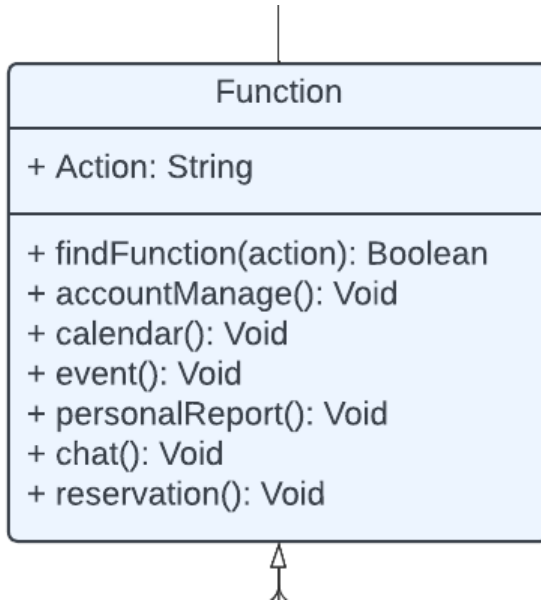 Function
+ Action: String
+ findFunction(action): Boolean
+ accountManage(): Void
+ calendar(): Void
+ event(): Void
+ personalReport(): Void
+ chat(): Void
+ reservation(): Void